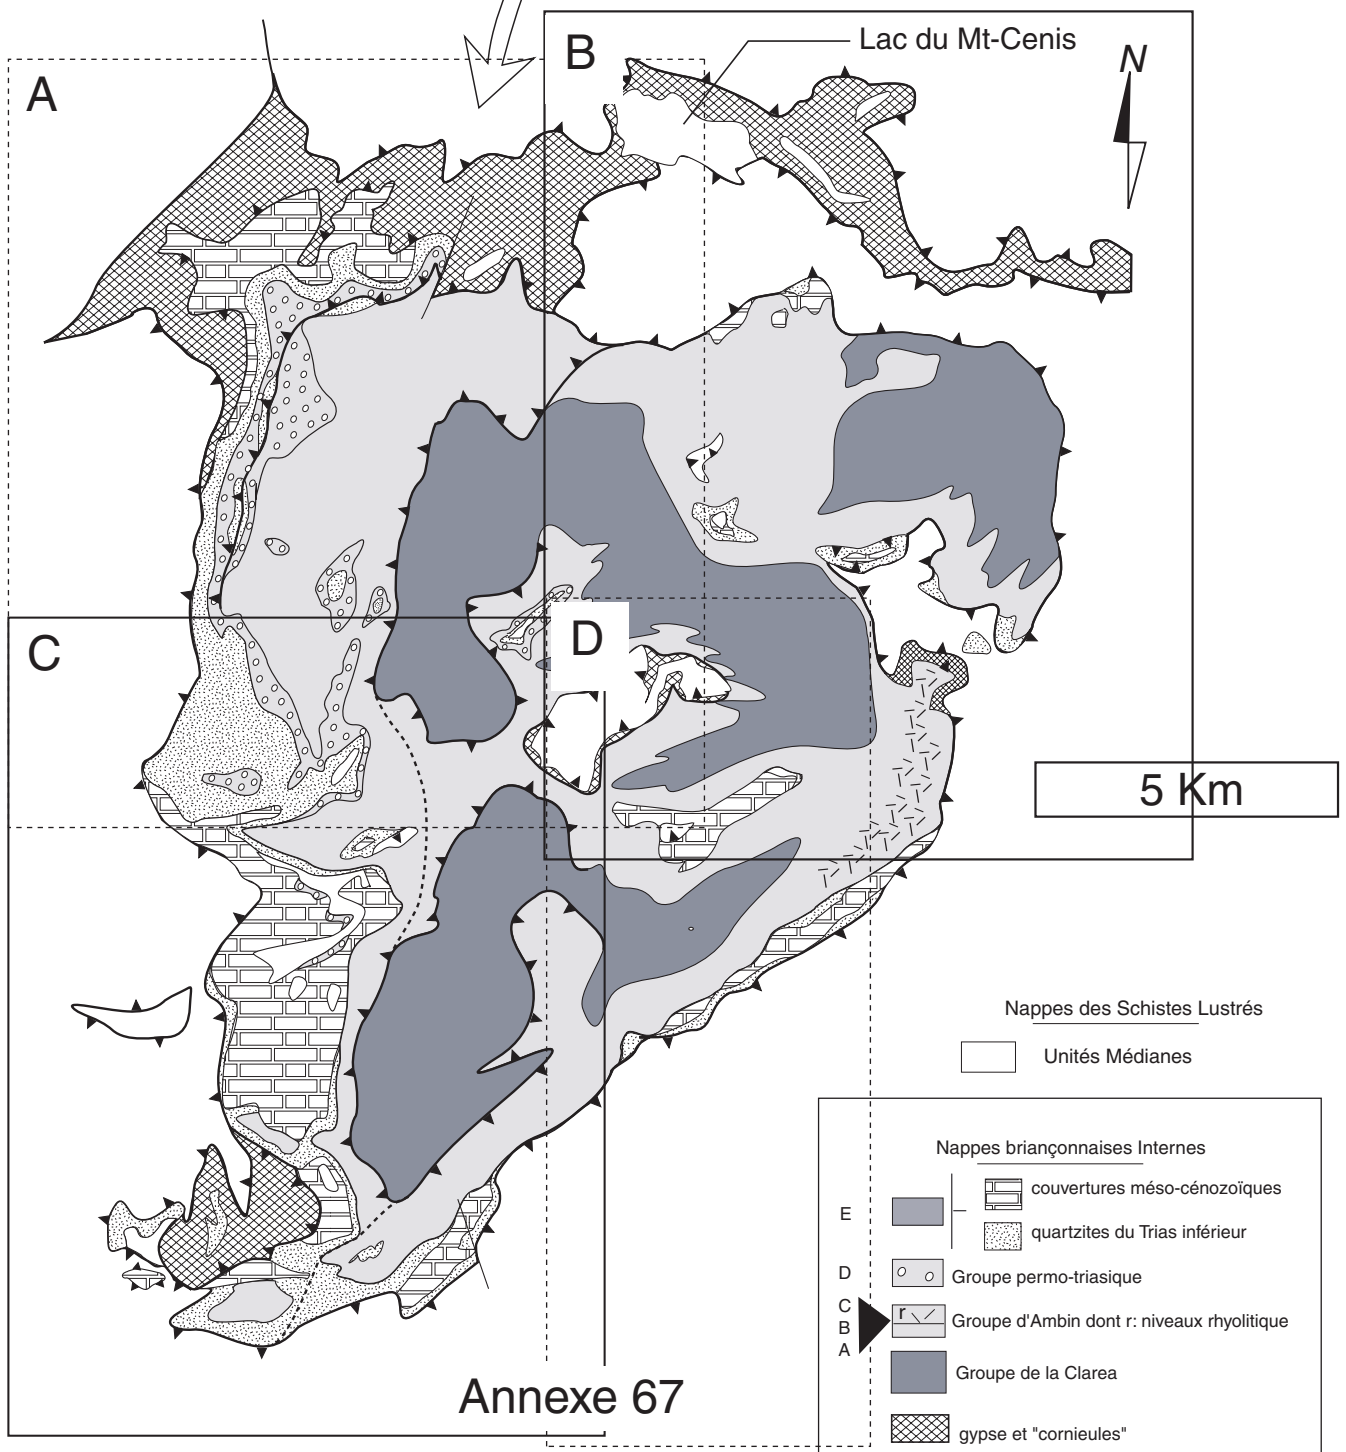 A
B
Lac du Mt-Cenis
N
C
D
5 Km
Nappes des Schistes Lustrés
Unités Médianes
Nappes briançonnaises Internes
E
couvertures méso-cénozoïques
quartzites du Trias inférieur
D
Groupe permo-triasique
C
B
A
r
Groupe d'Ambin dont r: niveaux rhyolitique
Groupe de la Clarea
gypse et "cornieules"
Annexe 67